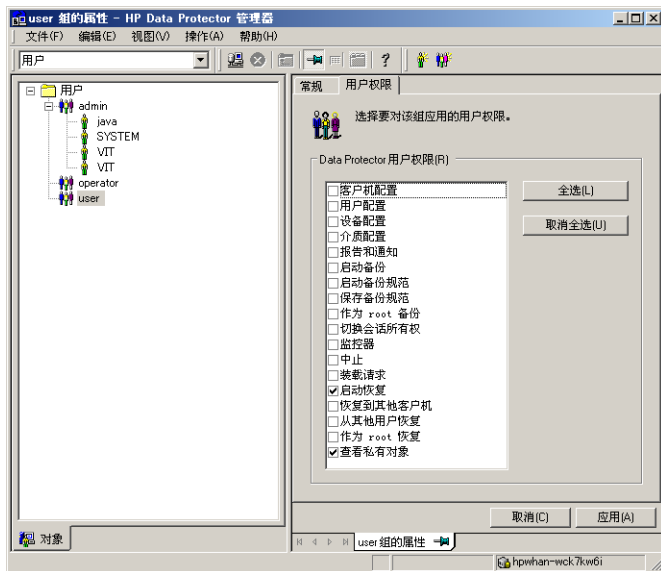 user 组的属性 - HP Data Protector 管理器
文件(F) 编辑(E) 视图(V) 操作(A) 帮助(H)
用户
用户
admin
java
SYSTEM
VIT
VIT
operator
user
对象
常规 用户权限
选择要对该组应用的用户权限。
Data Protector 用户权限(R)
客户机配置
用户配置
设备配置
介质配置
报告和通知
启动备份
启动备份规范
保存备份规范
作为 root 备份
切换会话所有权
监控器
中止
装载请求
启动恢复
恢复到其他客户机
从其他用户恢复
作为 root 恢复
查看私有对象
全选(L)
取消全选(U)
取消(C) 应用(A)
user 组的属性
hpwhan-wck7kw6i